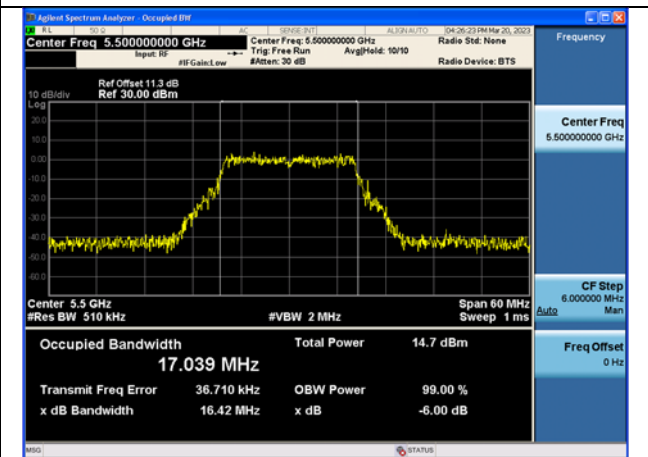 Agilent Spectrum Analyzer - Occupied BW
RL 50 Ω AC SENSE:INT ALIGN AUTO 04:26:23 PM Mar 20, 2023
Center Freq 5.500000000 GHz
Center Freq: 5.500000000 GHz
Radio Std: None
Input: RF
Trig: Free Run Avg|Hold: 10/10
#IFGain:Low
#Atten: 30 dB
Radio Device: BTS
Frequency
Ref Offset 11.3 dB
10 dB/div Ref 30.00 dBm
Log
20.0
10.0
0.00
-10.0
-20.0
-30.0
-40.0
-50.0
-60.0
Center Freq
5.500000000 GHz
Center 5.5 GHz Span 60 MHz
#Res BW 510 kHz #VBW 2 MHz Sweep 1 ms
CF Step
6.000000 MHz
Auto Man
Occupied Bandwidth Total Power 14.7 dBm
17.039 MHz
Transmit Freq Error 36.710 kHz OBW Power 99.00 %
x dB Bandwidth 16.42 MHz x dB -6.00 dB
Freq Offset
0 Hz
MSG STATUS